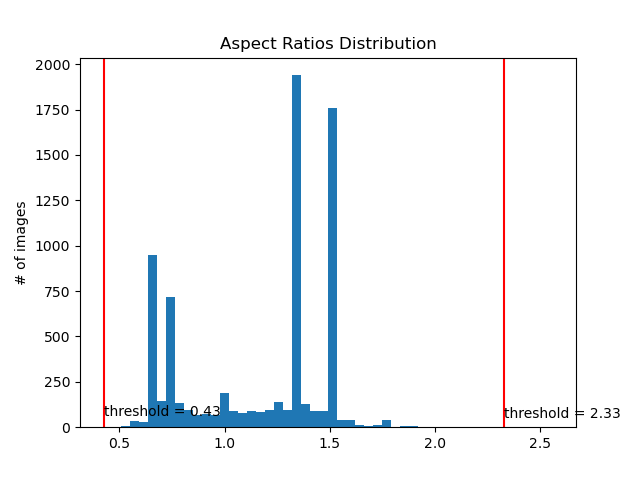 Aspect Ratios Distribution
2000
1750
1500
1250
1000
750
500
250
0
# of images
threshold = 0.43
threshold = 2.33
0.5 1.0 1.5 2.0 2.5